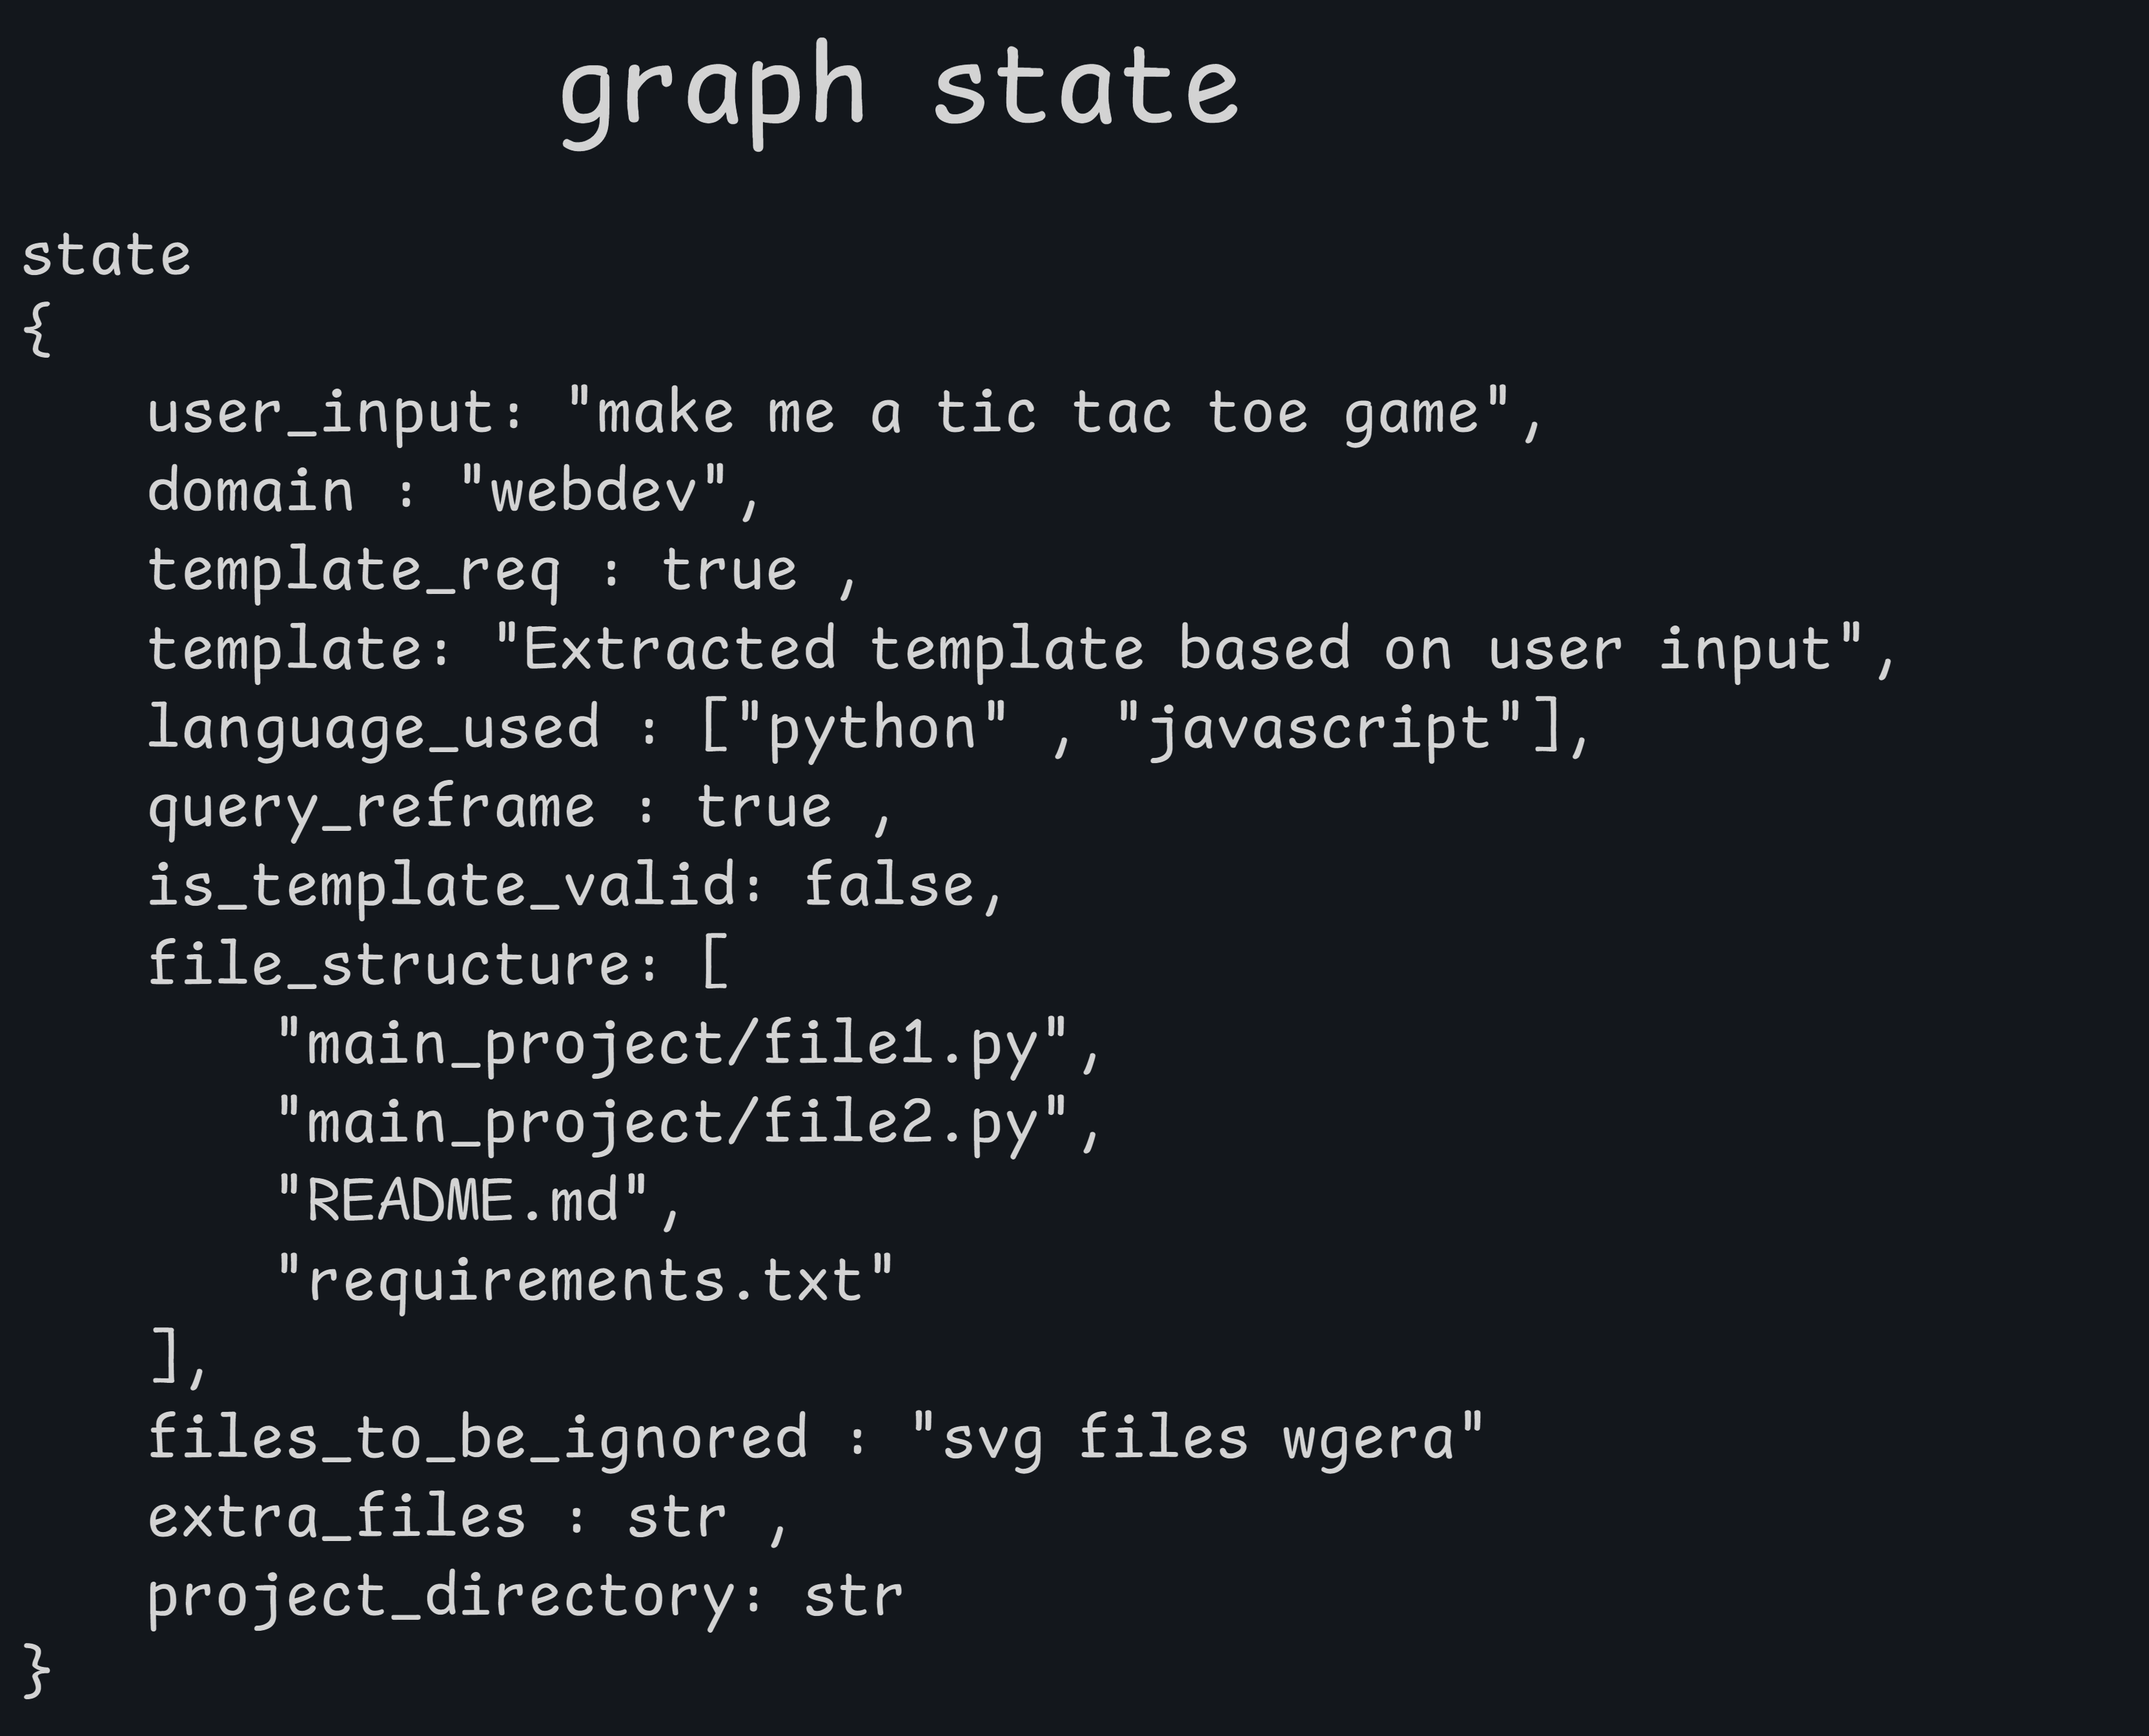 graph state
state
{
user_input: "make me a tic tac toe game",
domain : "webdev",
template_req : true ,
template: "Extracted template based on user input",
language_used : ["python" , "javascript"],
query_reframe : true ,
is_template_valid: false,
file_structure: [
"main_project/file1.py",
"main_project/file2.py",
"README.md",
"requirements.txt"
],
files_to_be_ignored : "svg files wgera"
extra_files : str ,
project_directory: str
}